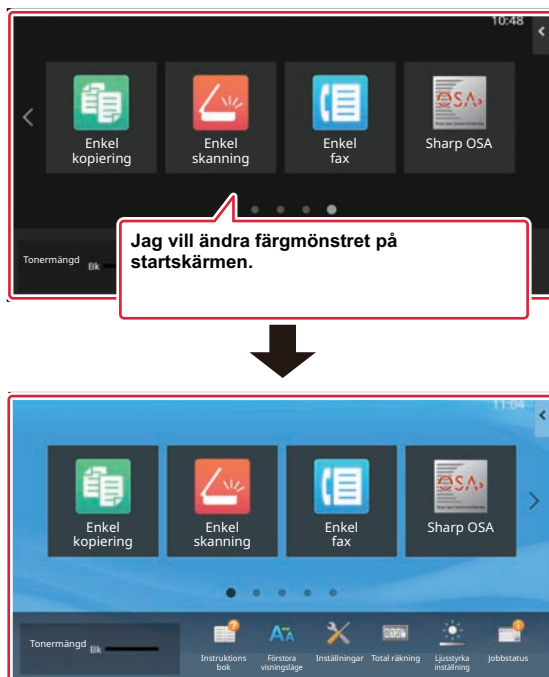 10:48
Enkel
kopiering
Enkel
skanning
Enkel
fax
OSA
Sharp OSA
Jag vill ändra färgmönstret på
startskärmen.
Tonermängd
Bk
11:04
Enkel
kopiering
Enkel
skanning
Enkel
fax
OSA
Sharp OSA
Tonermängd
Bk
Instruktions
bok
Förstora
visningsläge
Inställningar
Total räkning
Ljusstyrka
inställning
Jobbstatus